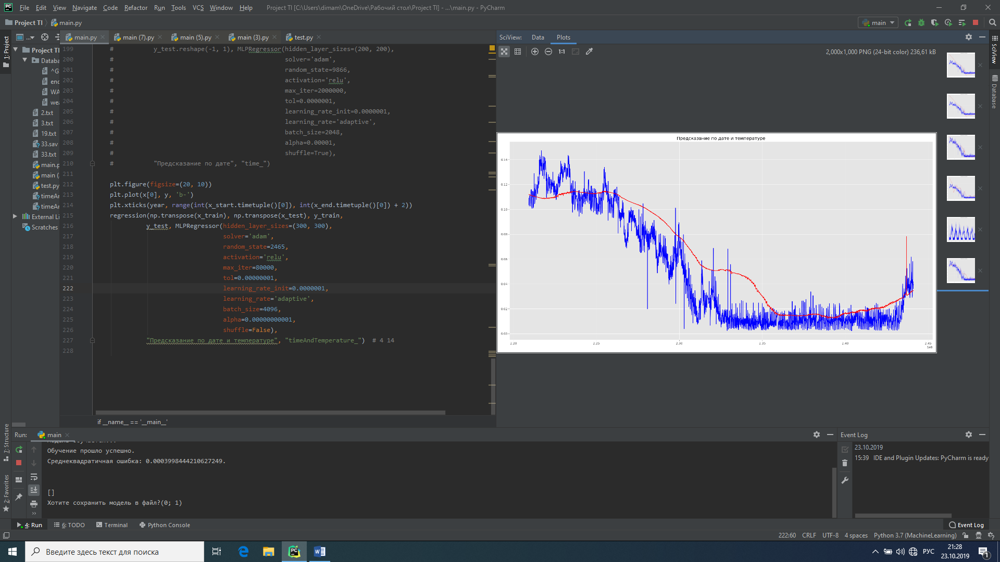 File Edit View Navigate Code Refactor Run Tools VCS Window Help Project TI [C:\Users\dimam\OneDrive\Рабочий стол\Project TI] - ...\main.py - PyCharm
Project TI main.py main
main.py main (7).py main (5).py main (3).py test.py
SciView: Data Plots
1:1 2,000x1,000 PNG (24-bit color) 236,61 kB
1: Project
Project TI
Databa
^G
end
WA
wea
2.txt
3.txt
19.txt
33.sav
33.txt
main.p
main (
test.py
timeAr
timeAr
External Li
Scratches
199 # y_test.reshape(-1, 1), MLPRegressor(hidden_layer_sizes=(200, 200),
200 # solver='adam',
201 # random_state=9866,
202 # activation='relu',
203 # max_iter=2000000,
204 # tol=0.0000001,
205 # learning_rate_init=0.0000001,
206 # learning_rate='adaptive',
207 # batch_size=2048,
208 # alpha=0.00001,
209 # shuffle=True),
210 # "Предсказание по дате", "time_")
211
212 plt.figure(figsize=(20, 10))
213 plt.plot(x[0], y, 'b-')
214 plt.xticks(year, range(int(x_start.timetuple()[0]), int(x_end.timetuple()[0]) + 2))
215 regression(np.transpose(x_train), np.transpose(x_test), y_train,
216 y_test, MLPRegressor(hidden_layer_sizes=(300, 300),
217 solver='adam',
218 random_state=2465,
219 activation='relu',
220 max_iter=80000,
221 tol=0.00000001,
222 learning_rate_init=0.0000001,
223 learning_rate='adaptive',
224 batch_size=4096,
225 alpha=0.00000000001,
226 shuffle=False),
227 "Предсказание по дате и температуре", "timeAndTemperature_") # 4 14
228
if __name__ == '__main__'
Предсказание по дате и температуре
0.14
0.12
0.10
0.08
0.06
0.04
0.02
0.00
2.20 2.25 2.30 2.35 2.40 2.45
1e8
SciView
Database
7: Structure
2: Favorites
Run: main
Обучение прошло успешно.
Среднеквадратичная ошибка: 0.0003998444210627249.
[]
Хотите сохранить модель в файл?(0; 1)
Event Log
23.10.2019
15:39 IDE and Plugin Updates: PyCharm is ready
4: Run 6: TODO Terminal Python Console Event Log
222:60 CRLF UTF-8 4 spaces Python 3.7 (MachineLearning)
Введите здесь текст для поиска
РУС
21:28
23.10.2019
1